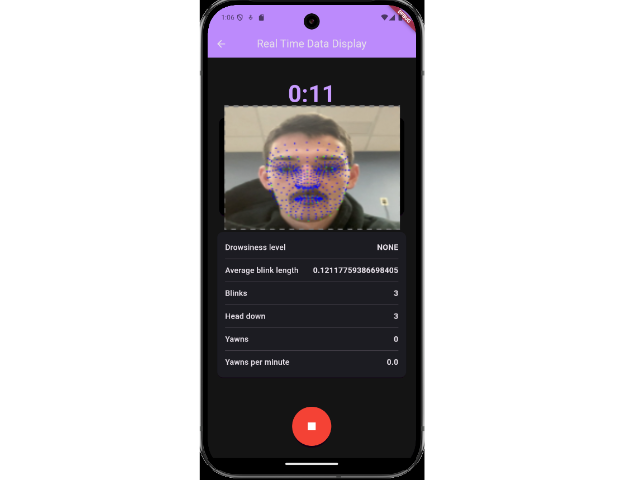 1:06
DEBUG
Real Time Data Display
0:11
Drowsiness level NONE
Average blink length 0.12117759386698405
Blinks 3
Head down 3
Yawns 0
Yawns per minute 0.0